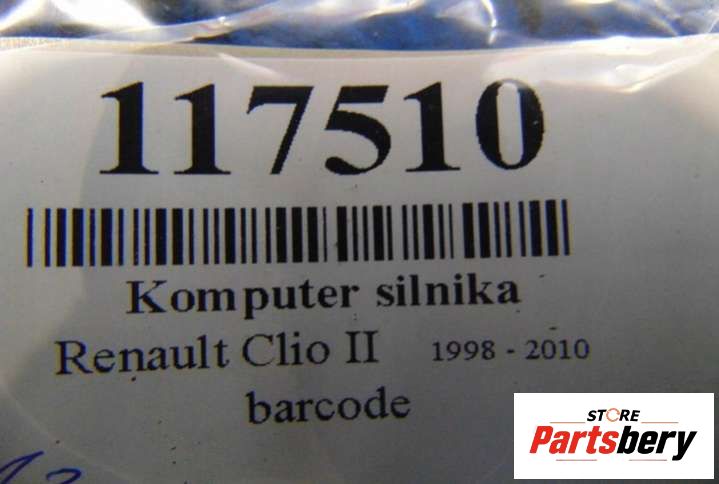 117510
Komputer silnika
Renault Clio II 1998 - 2010
barcode
STORE
Partsbery